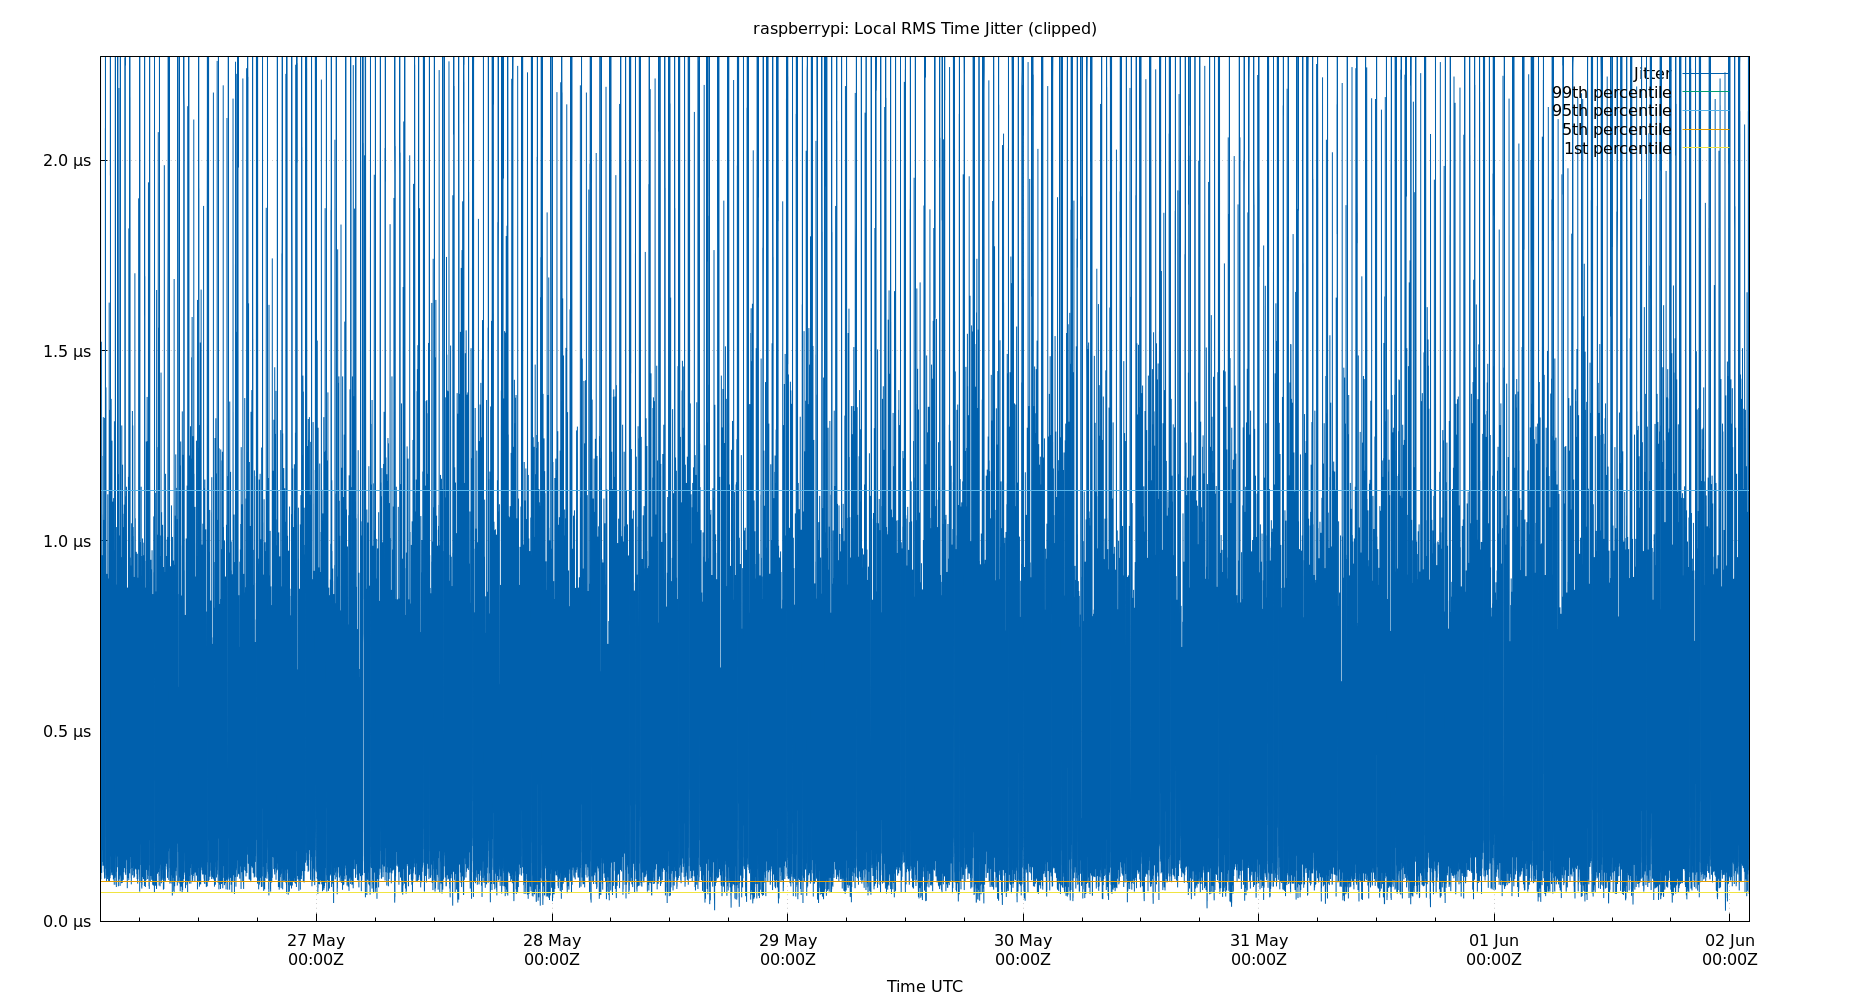 raspberrypi: Local RMS Time Jitter (clipped)
Jitter
99th percentile
95th percentile
5th percentile
1st percentile
2.0 µs
1.5 µs
1.0 µs
0.5 µs
0.0 µs
27 May 28 May 29 May 30 May 31 May 01 Jun 02 Jun
00:00Z 00:00Z 00:00Z 00:00Z 00:00Z 00:00Z 00:00Z
Time UTC